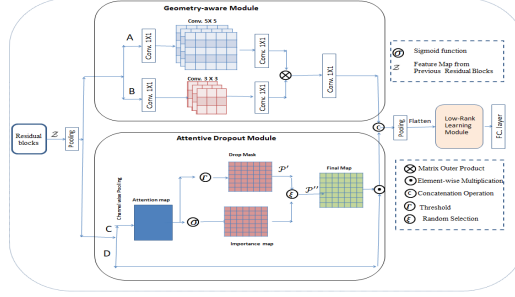 Geometry-aware Module
Conv. 5X 5
A
Conv. 1X1
Conv. 1X1
Conv. 3 X 3
B
Conv. 1X1
Conv. 1X1
Conv. 1X1
σ Sigmoid function
Feature Map from
Previous Residual Blocks
Residual
blocks
Pooling
Attentive Dropout Module
Drop Mask
Channel wise Pooling
Attention map
Γ
σ
P′
Final Map
P″
ε
Importance map
C
D
C
Pooling
Flatten
Low-Rank
Learning
Module
FC. layer
Matrix Outer Product
Element-wise Multiplication
C Concatenation Operation
Γ Threshold
ε Random Selection